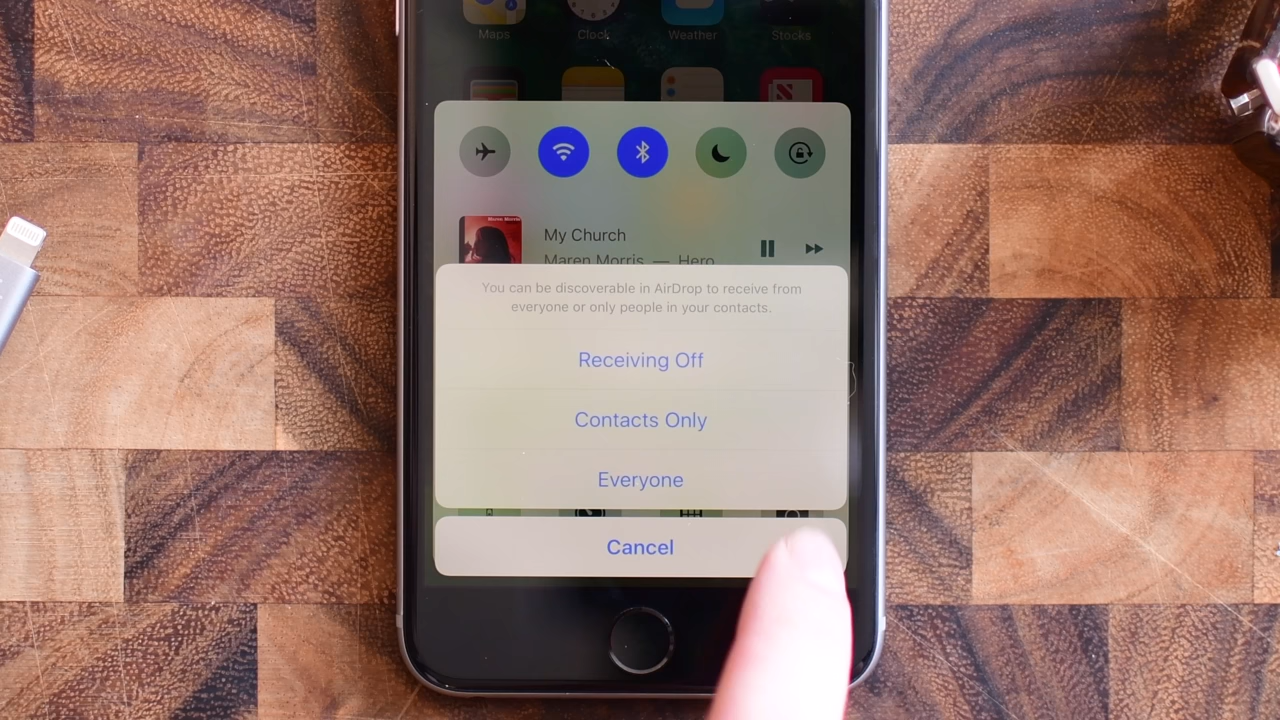 Maps Clock Weather Stocks
My Church
Maren Morris — Hero
You can be discoverable in AirDrop to receive from
everyone or only people in your contacts.
Receiving Off
Contacts Only
Everyone
Cancel